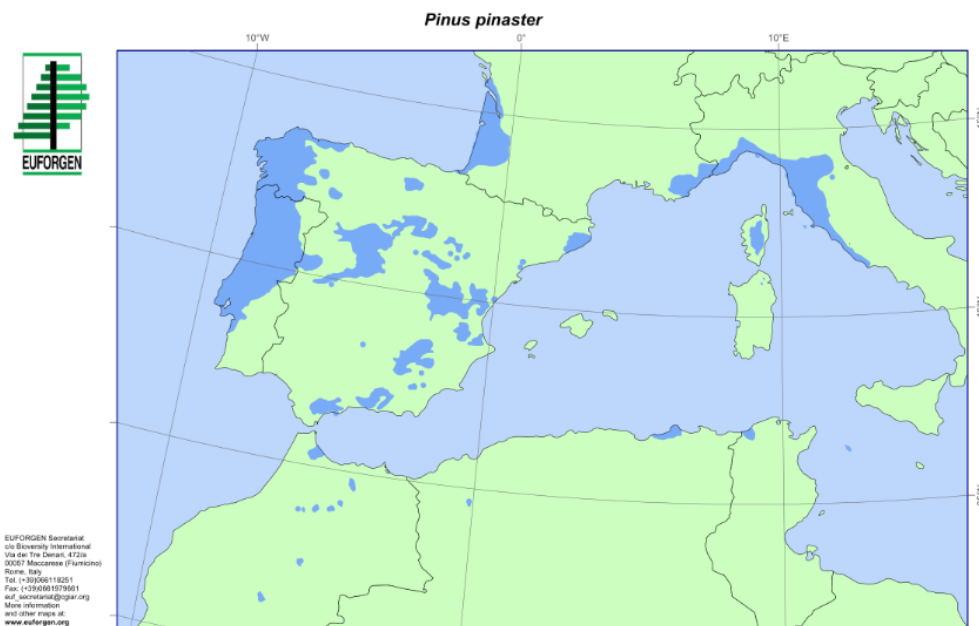 Pinus pinaster
10°W
0°
10°E
EUFORGEN
EUFORGEN Secretariat
c/o Bioversity International
Via dei Tre Denari, 472/a
00057 Maccarese (Fiumicino)
Rome, Italy
Tel. (+39)066118251
Fax: (+39)0661979661
euf_secretariat@cgiar.org
More information
and other maps at:
www.euforgen.org